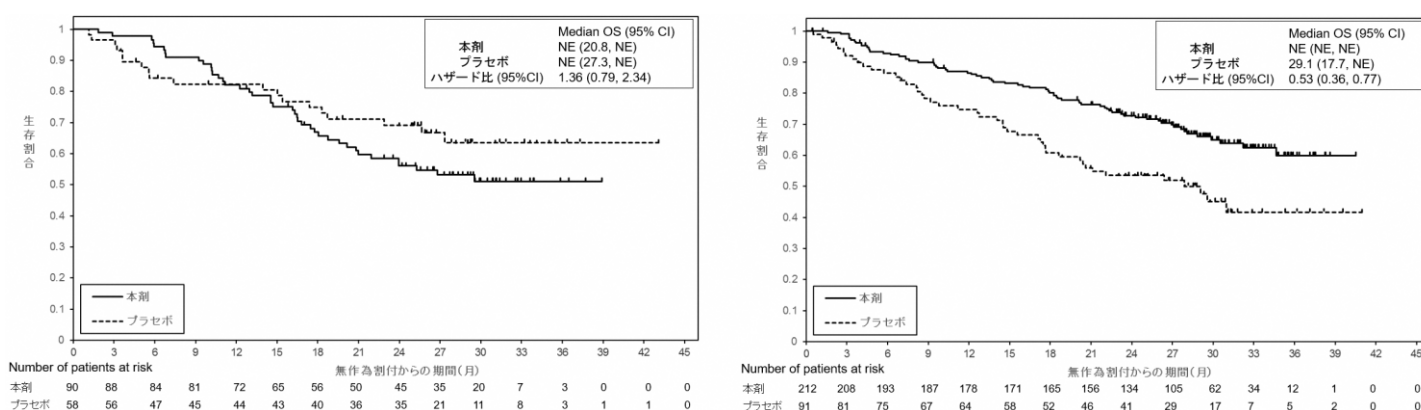 Median OS (95% CI)
本剤 NE (20.8, NE)
プラセボ NE (27.3, NE)
ハザード比 (95%CI) 1.36 (0.79, 2.34)
1
0.9
0.8
0.7
0.6
0.5
0.4
0.3
0.2
0.1
0
生存割合
本剤
プラセボ
0 3 6 9 12 15 18 21 24 27 30 33 36 39 42 45
Number of patients at risk
無作為割付からの期間(月)
本剤 90 88 84 81 72 65 56 50 45 35 20 7 3 0 0 0
プラセボ 58 56 47 45 44 43 40 36 35 21 11 8 3 1 1 0
Median OS (95% CI)
本剤 NE (NE, NE)
プラセボ 29.1 (17.7, NE)
ハザード比 (95%CI) 0.53 (0.36, 0.77)
1
0.9
0.8
0.7
0.6
0.5
0.4
0.3
0.2
0.1
0
生存割合
本剤
プラセボ
0 3 6 9 12 15 18 21 24 27 30 33 36 39 42 45
Number of patients at risk
無作為割付からの期間(月)
本剤 212 208 193 187 178 171 165 156 134 105 62 34 12 1 0 0
プラセボ 91 81 75 67 64 58 52 46 41 29 17 7 5 2 0 0